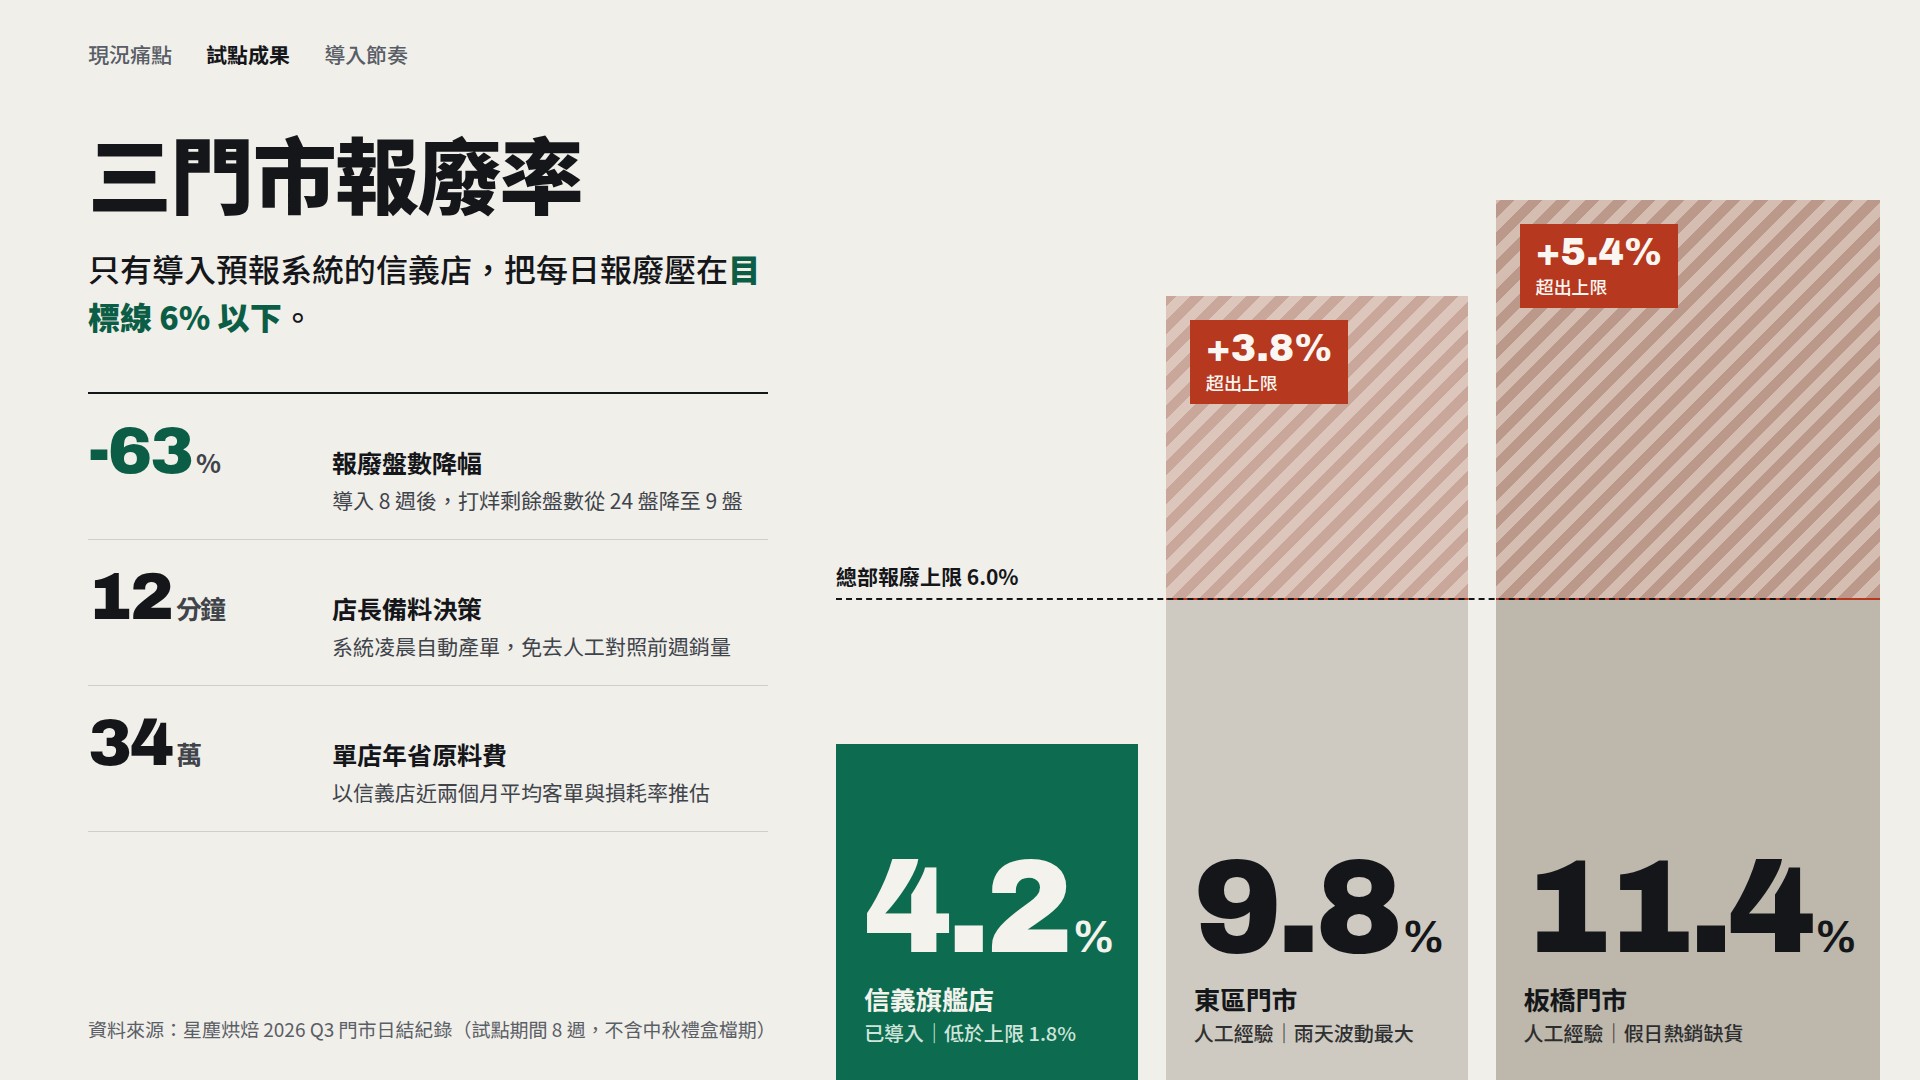 現況痛點 試點成果 導入節奏
三門市報廢率
只有導入預報系統的信義店，把每日報廢壓在目
標線 6% 以下。
-63%
報廢盤數降幅
導入 8 週後，打烊剩餘盤數從 24 盤降至 9 盤
12分鐘
店長備料決策
系統凌晨自動產單，免去人工對照前週銷量
34萬
單店年省原料費
以信義店近兩個月平均客單與損耗率推估
資料來源：星塵烘焙 2026 Q3 門市日結紀錄（試點期間 8 週，不含中秋禮盒檔期）
總部報廢上限 6.0%
4.2%
信義旗艦店
已導入｜低於上限 1.8%
+3.8%
超出上限
9.8%
東區門市
人工經驗｜雨天波動最大
+5.4%
超出上限
11.4%
板橋門市
人工經驗｜假日熱銷缺貨